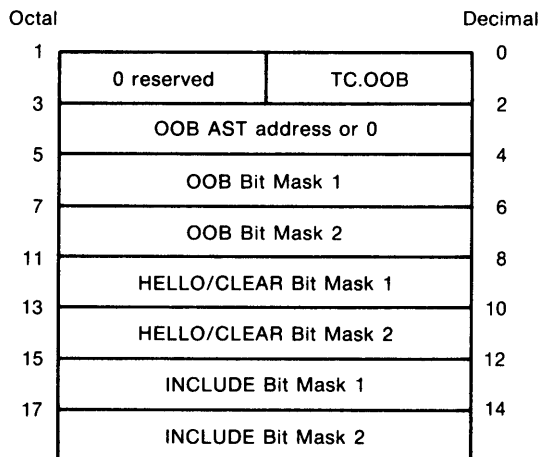 Octal Decimal
1 0
0 reserved TC.OOB
3 2
OOB AST address or 0
5 4
OOB Bit Mask 1
7 6
OOB Bit Mask 2
11 8
HELLO/CLEAR Bit Mask 1
13 10
HELLO/CLEAR Bit Mask 2
15 12
INCLUDE Bit Mask 1
17 14
INCLUDE Bit Mask 2